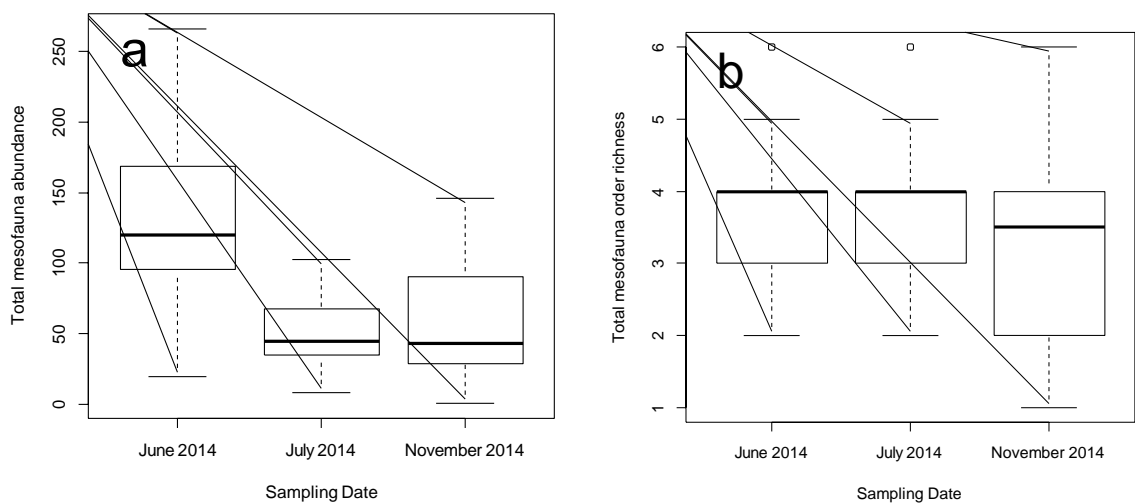 a
Total mesofauna abundance
250
200
150
100
50
0
June 2014 July 2014 November 2014
Sampling Date
b
Total mesofauna order richness
6
5
4
3
2
1
June 2014 July 2014 November 2014
Sampling Date